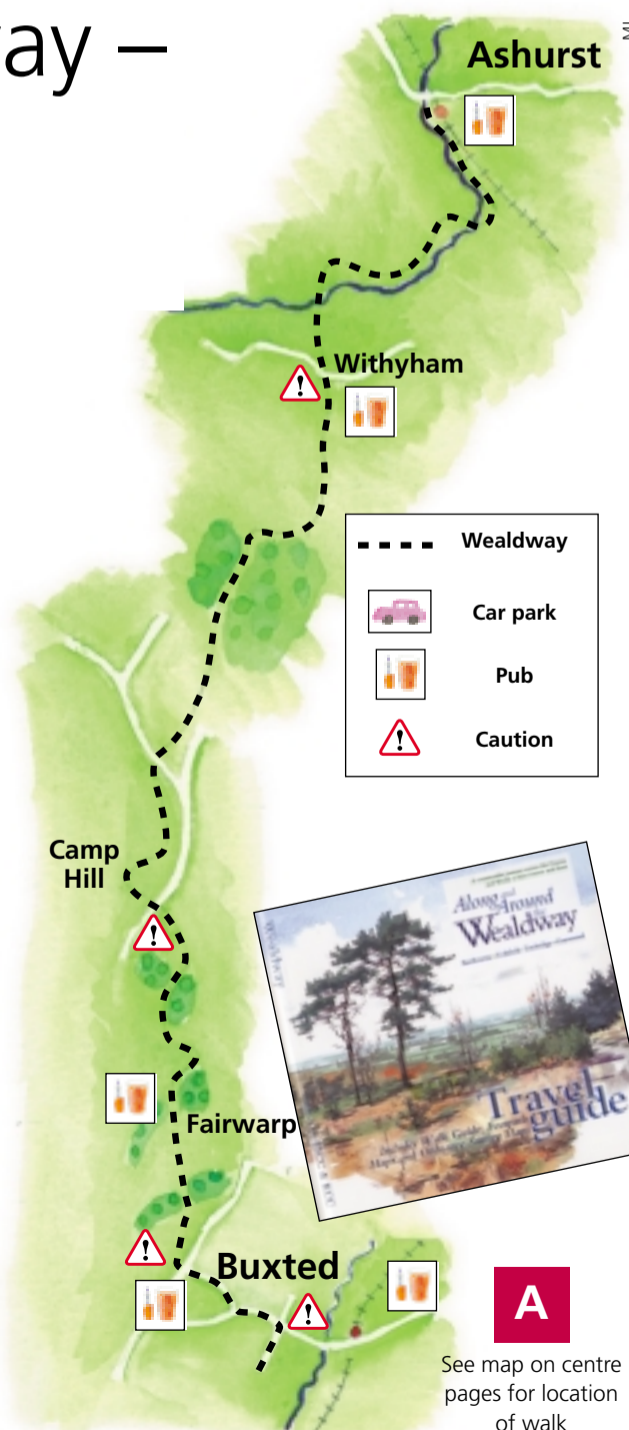 ay –
Ashurst
Withyham
Wealdway
Car park
Pub
Caution
Camp
Hill
Along and Around
Wealdway
Travel
guide
Fairwarp
Buxted
A
See map on centre
pages for location
of walk